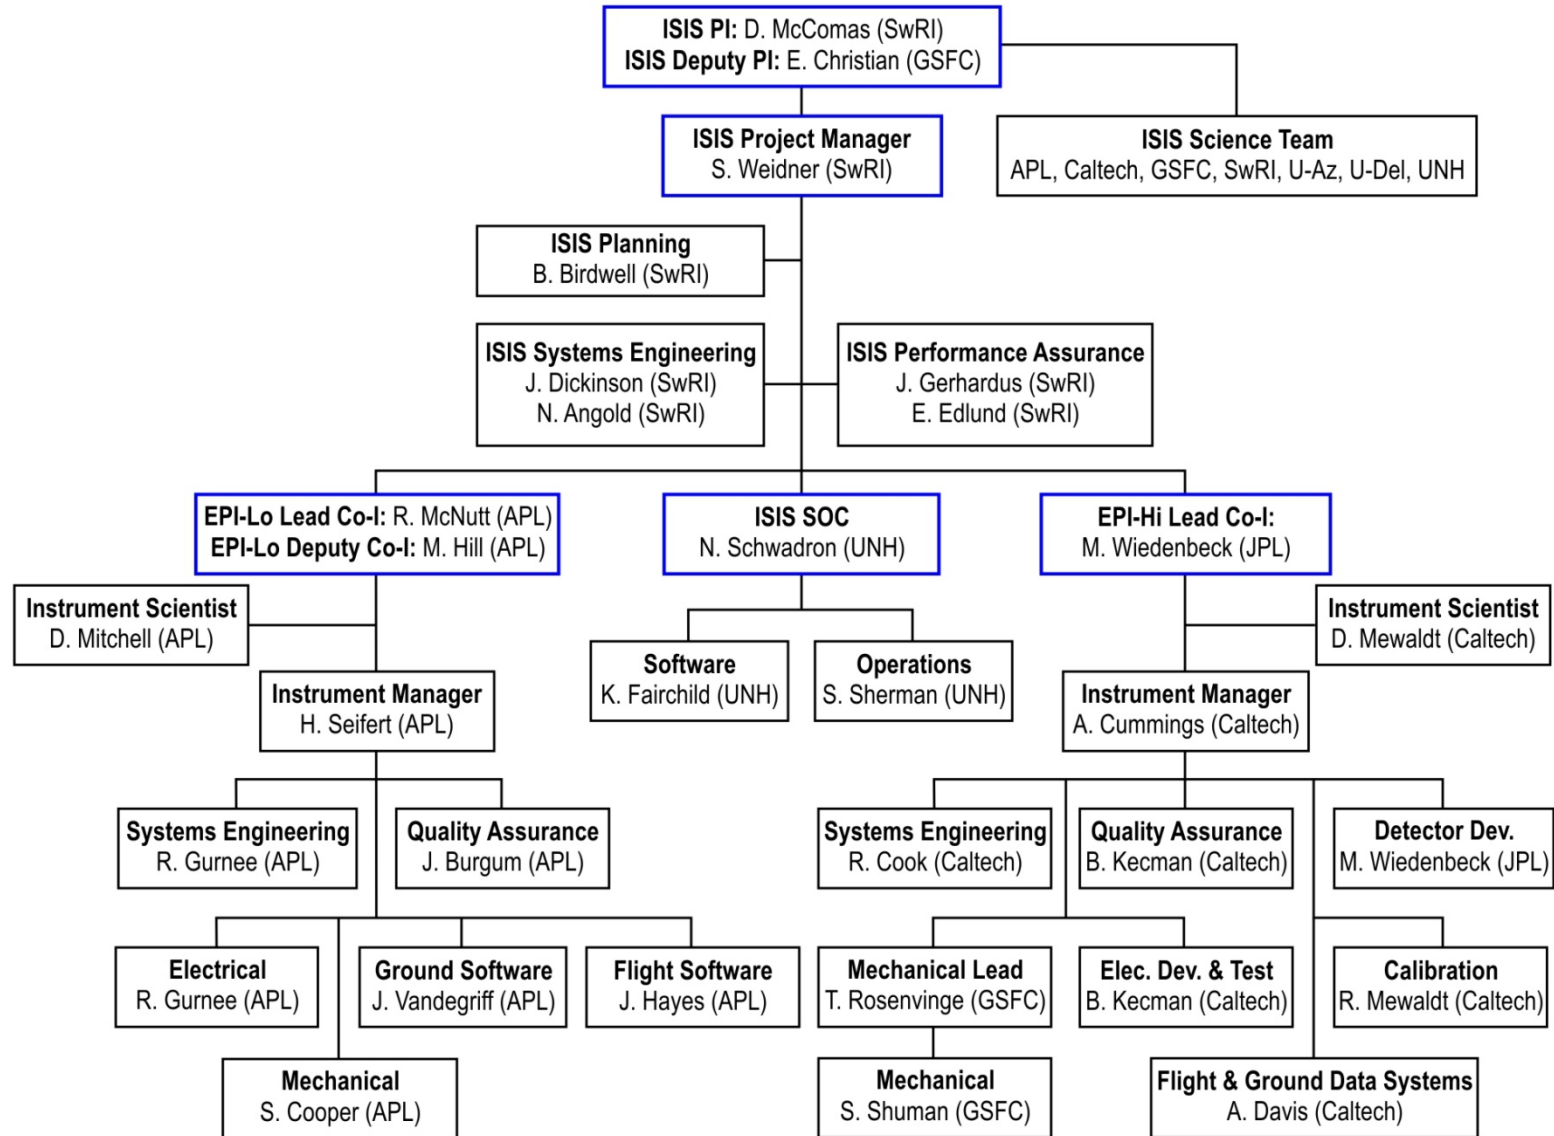 ISIS PI: D. McComas (SwRI)
ISIS Deputy PI: E. Christian (GSFC)
ISIS Project Manager
S. Weidner (SwRI)
ISIS Science Team
APL, Caltech, GSFC, SwRI, U-Az, U-Del, UNH
ISIS Planning
B. Birdwell (SwRI)
ISIS Systems Engineering
J. Dickinson (SwRI)
N. Angold (SwRI)
ISIS Performance Assurance
J. Gerhardus (SwRI)
E. Edlund (SwRI)
EPI-Lo Lead Co-I: R. McNutt (APL)
EPI-Lo Deputy Co-I: M. Hill (APL)
ISIS SOC
N. Schwadron (UNH)
EPI-Hi Lead Co-I:
M. Wiedenbeck (JPL)
Instrument Scientist
D. Mitchell (APL)
Instrument Scientist
D. Mewaldt (Caltech)
Software
K. Fairchild (UNH)
Operations
S. Sherman (UNH)
Instrument Manager
H. Seifert (APL)
Instrument Manager
A. Cummings (Caltech)
Systems Engineering
R. Gurnee (APL)
Quality Assurance
J. Burgum (APL)
Systems Engineering
R. Cook (Caltech)
Quality Assurance
B. Kecman (Caltech)
Detector Dev.
M. Wiedenbeck (JPL)
Electrical
R. Gurnee (APL)
Ground Software
J. Vandegriff (APL)
Flight Software
J. Hayes (APL)
Mechanical Lead
T. Rosenvinge (GSFC)
Elec. Dev. & Test
B. Kecman (Caltech)
Calibration
R. Mewaldt (Caltech)
Mechanical
S. Cooper (APL)
Mechanical
S. Shuman (GSFC)
Flight & Ground Data Systems
A. Davis (Caltech)